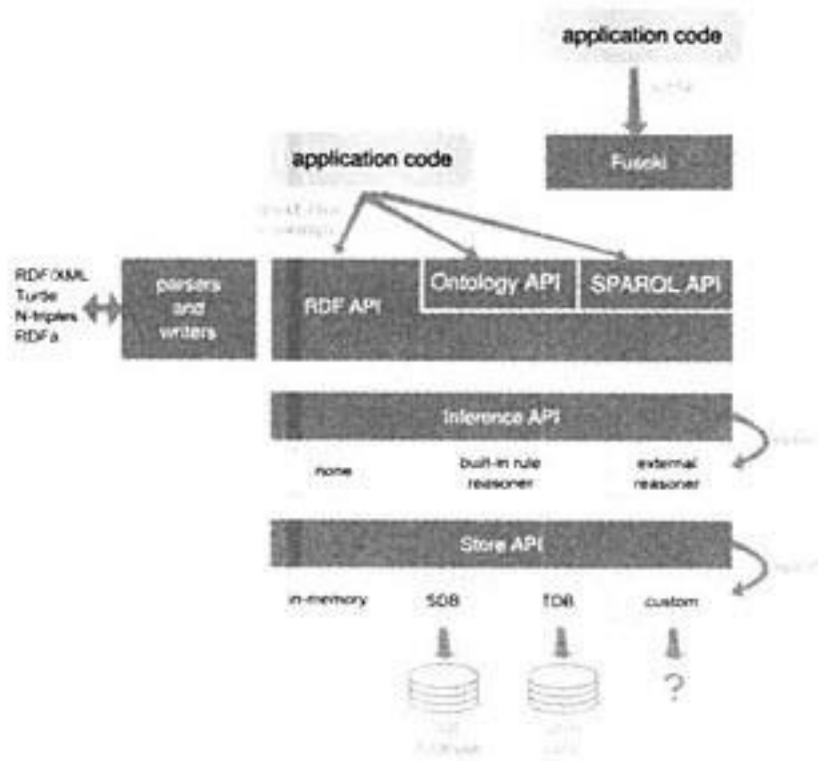 application code
Fuseki
application code
RDF/XML
Turtle
N-triples
RDFa
parsers
and
writers
RDF API
Ontology API
SPARQL API
Inference API
none
built-in rule
reasoner
external
reasoner
Store API
in-memory
SDB
TDB
custom
?